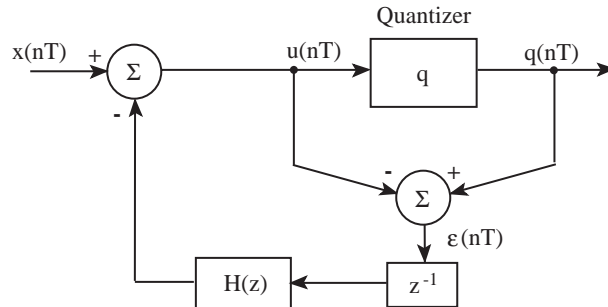 Quantizer
x(nT)
+
Σ
u(nT)
q
q(nT)
-
-
+
Σ
ε(nT)
H(z)
z⁻¹